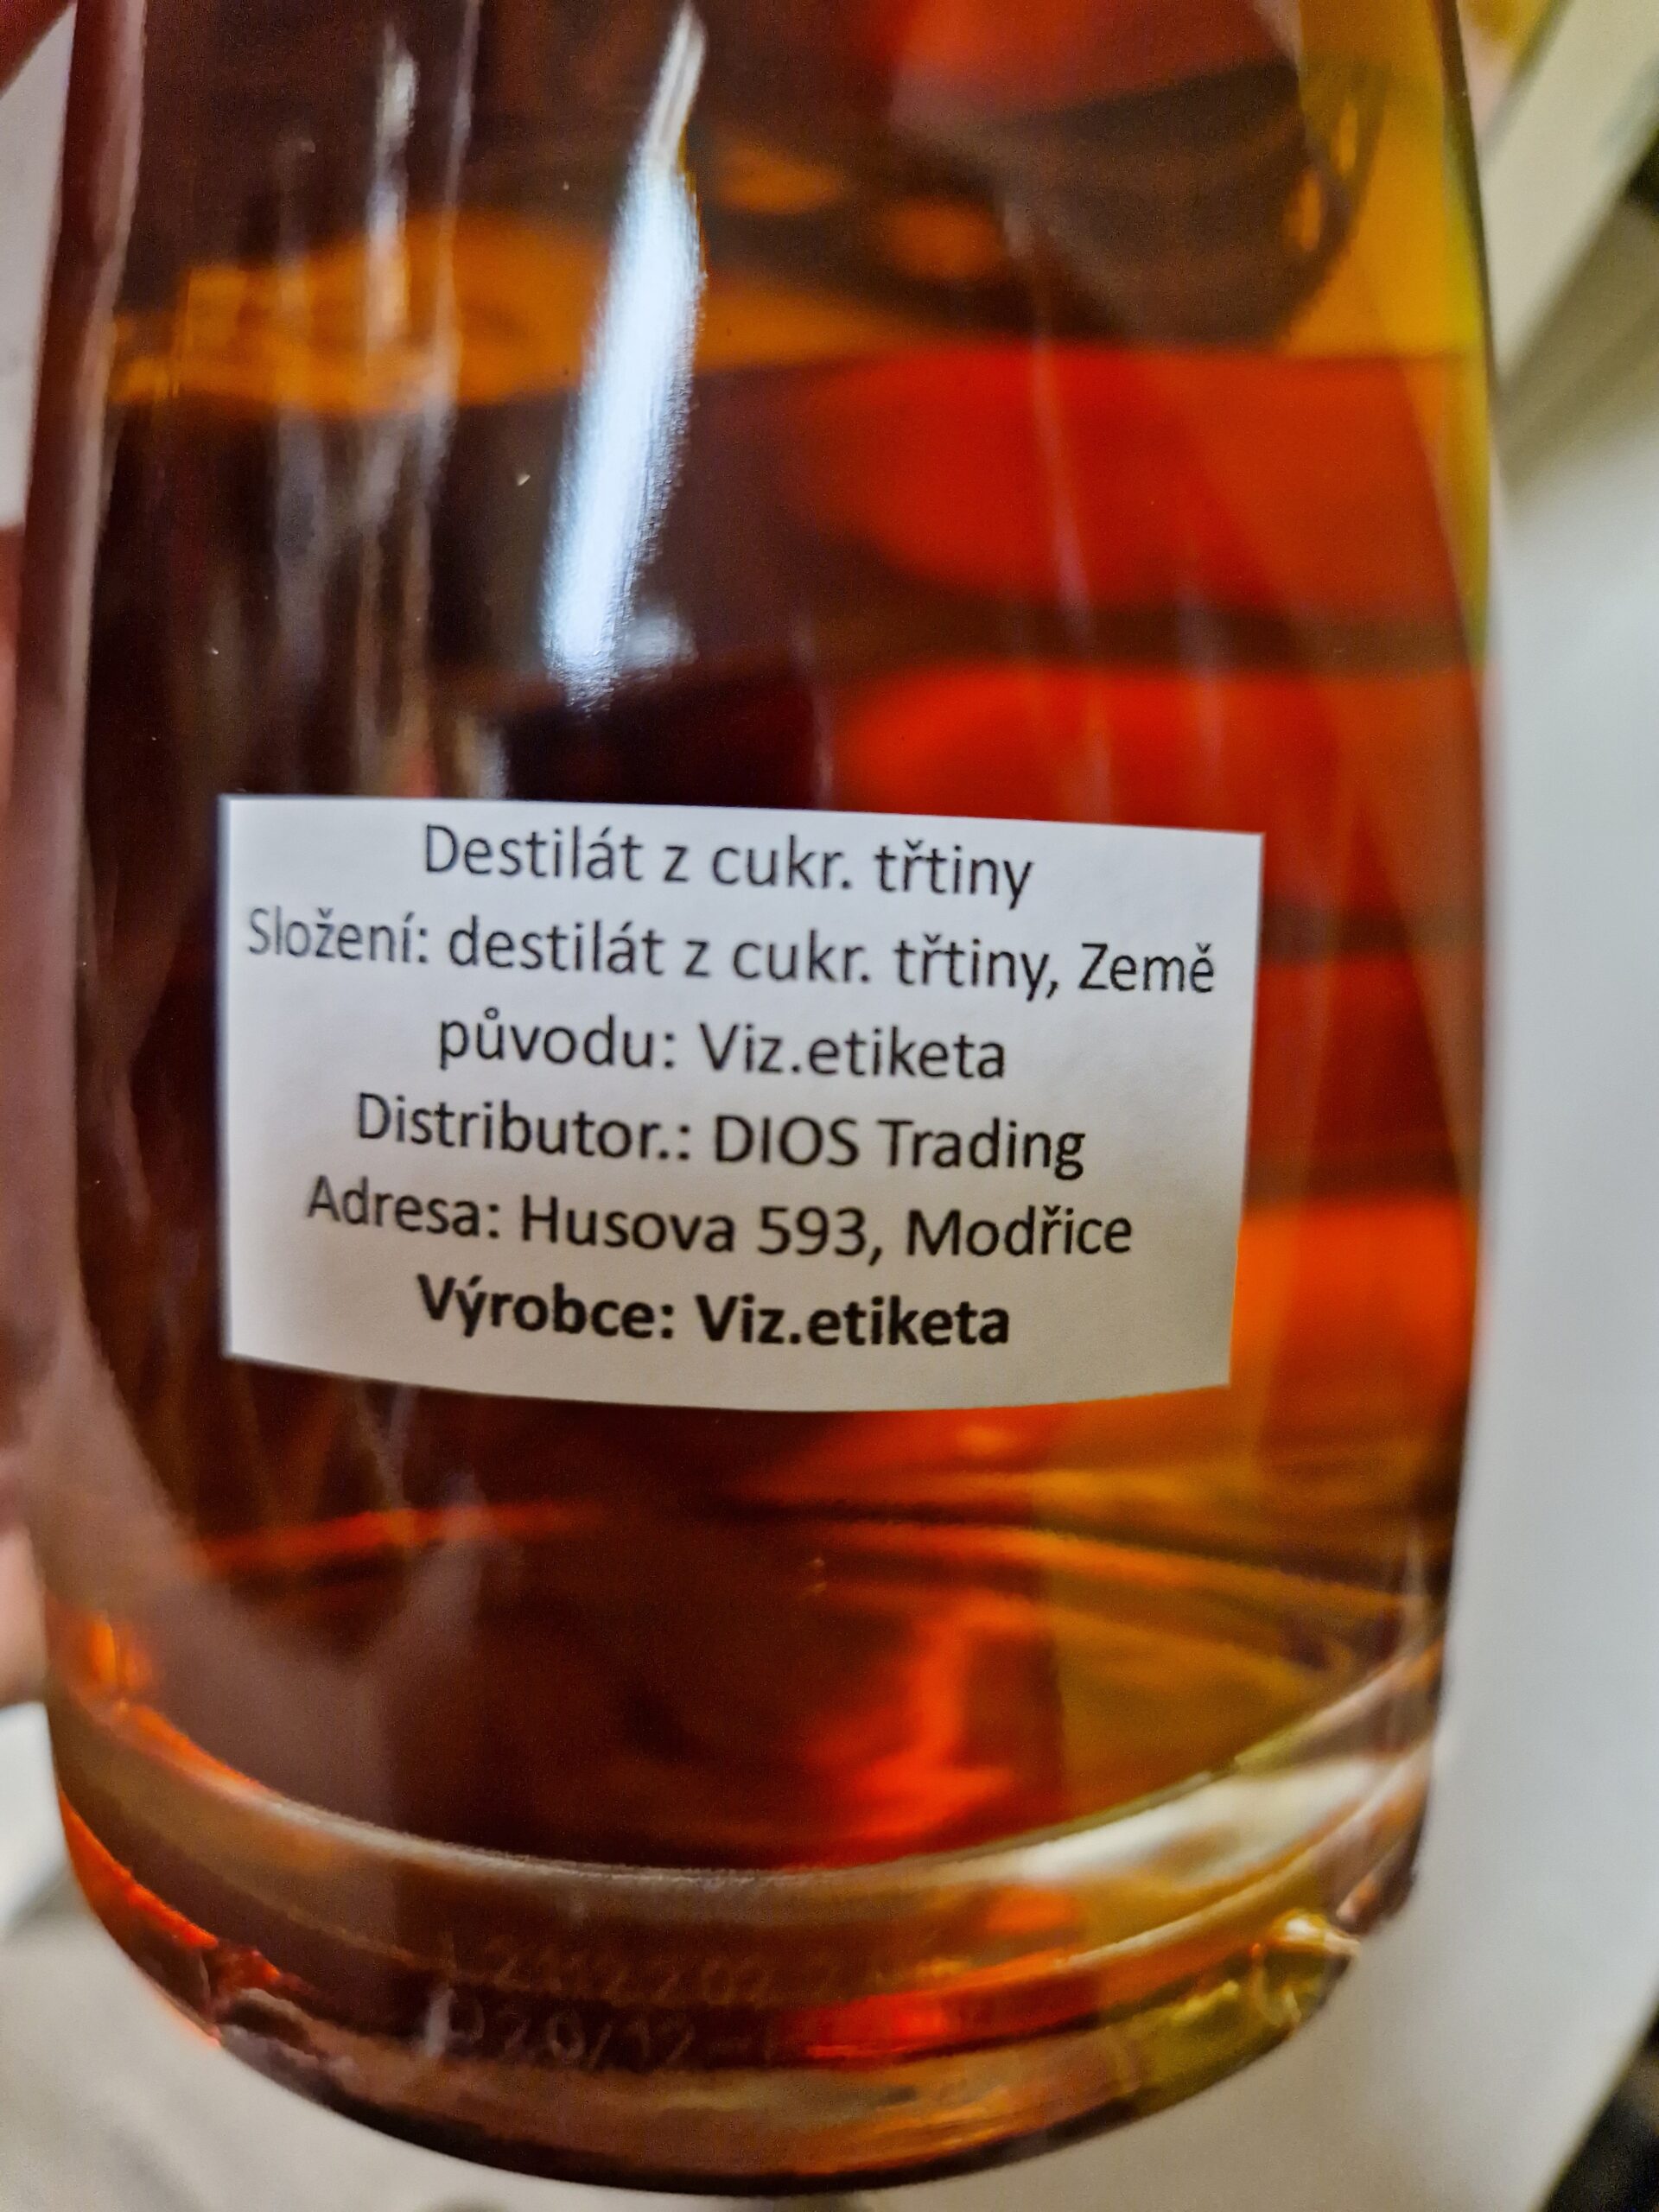 Destilát z cukr. třtiny
Složení: destilát z cukr. třtiny, Země
původu: Viz.etiketa
Distributor.: DIOS Trading
Adresa: Husova 593, Modřice
Výrobce: Viz.etiketa